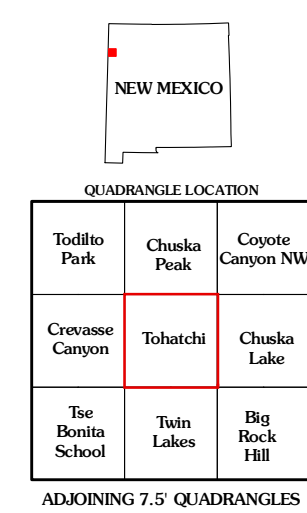 NEW MEXICO
QUADRANGLE LOCATION
Todilto
Park
Chuska
Peak
Coyote
Canyon NW
Crevasse
Canyon
Tohatchi
Chuska
Lake
Tse
Bonita
School
Twin
Lakes
Big
Rock
Hill
ADJOINING 7.5' QUADRANGLES